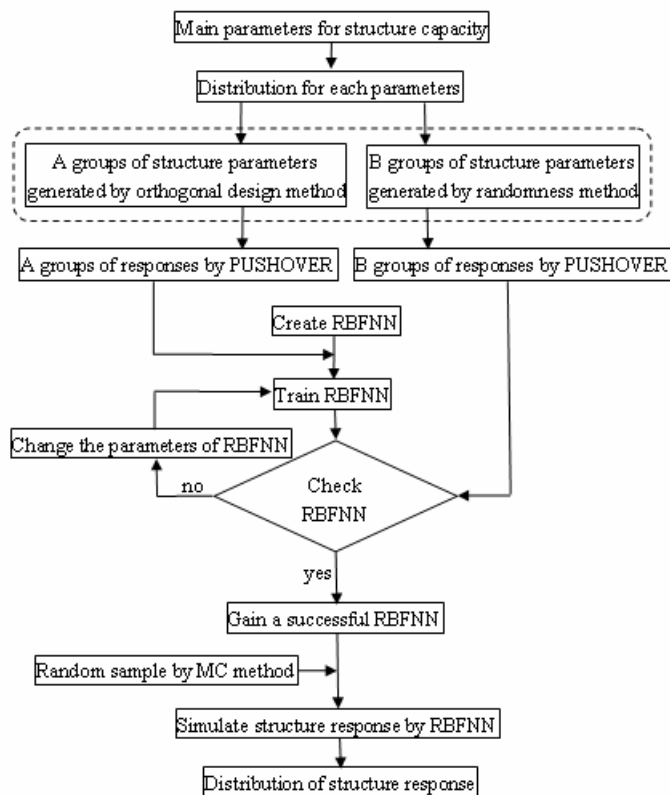 Main parameters for structure capacity
Distribution for each parameters
A groups of structure parameters
generated by orthogonal design method
B groups of structure parameters
generated by randomness method
A groups of responses by PUSHOVER
B groups of responses by PUSHOVER
Create RBFNN
Train RBFNN
Change the parameters of RBFNN
no
Check
RBFNN
yes
Gain a successful RBFNN
Random sample by MC method
Simulate structure response by RBFNN
Distribution of structure response